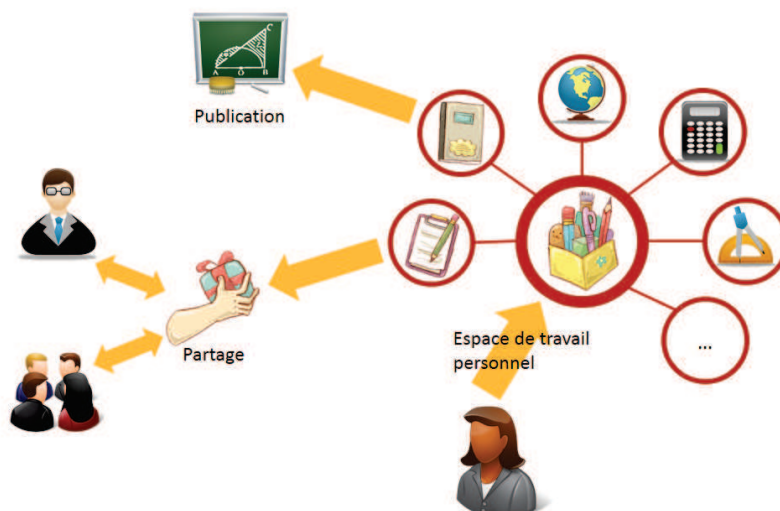 C
A O B
Publication
Partage
Espace de travail
personnel
...